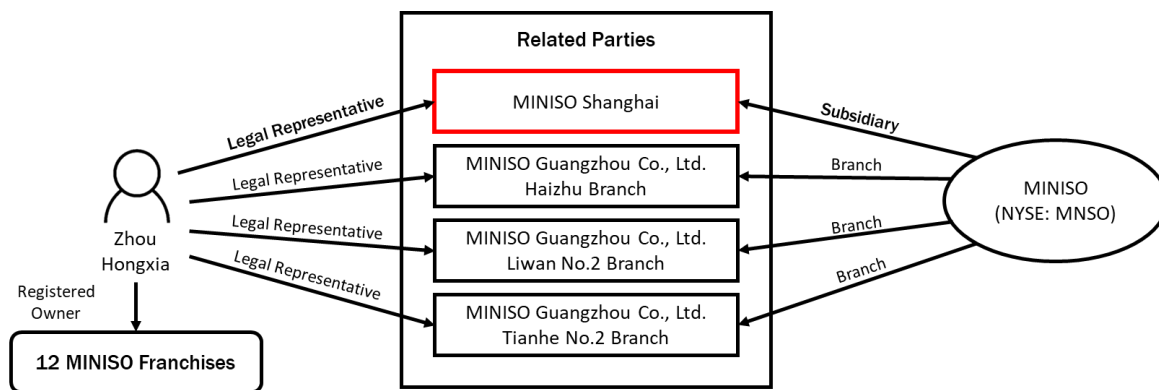 Related Parties
MINISO Shanghai
Legal Representative
Subsidiary
MINISO Guangzhou Co., Ltd.
Haizhu Branch
Legal Representative
Branch
MINISO
(NYSE: MNSO)
MINISO Guangzhou Co., Ltd.
Liwan No.2 Branch
Legal Representative
Branch
Zhou
Hongxia
MINISO Guangzhou Co., Ltd.
Tianhe No.2 Branch
Legal Representative
Branch
Registered
Owner
12 MINISO Franchises